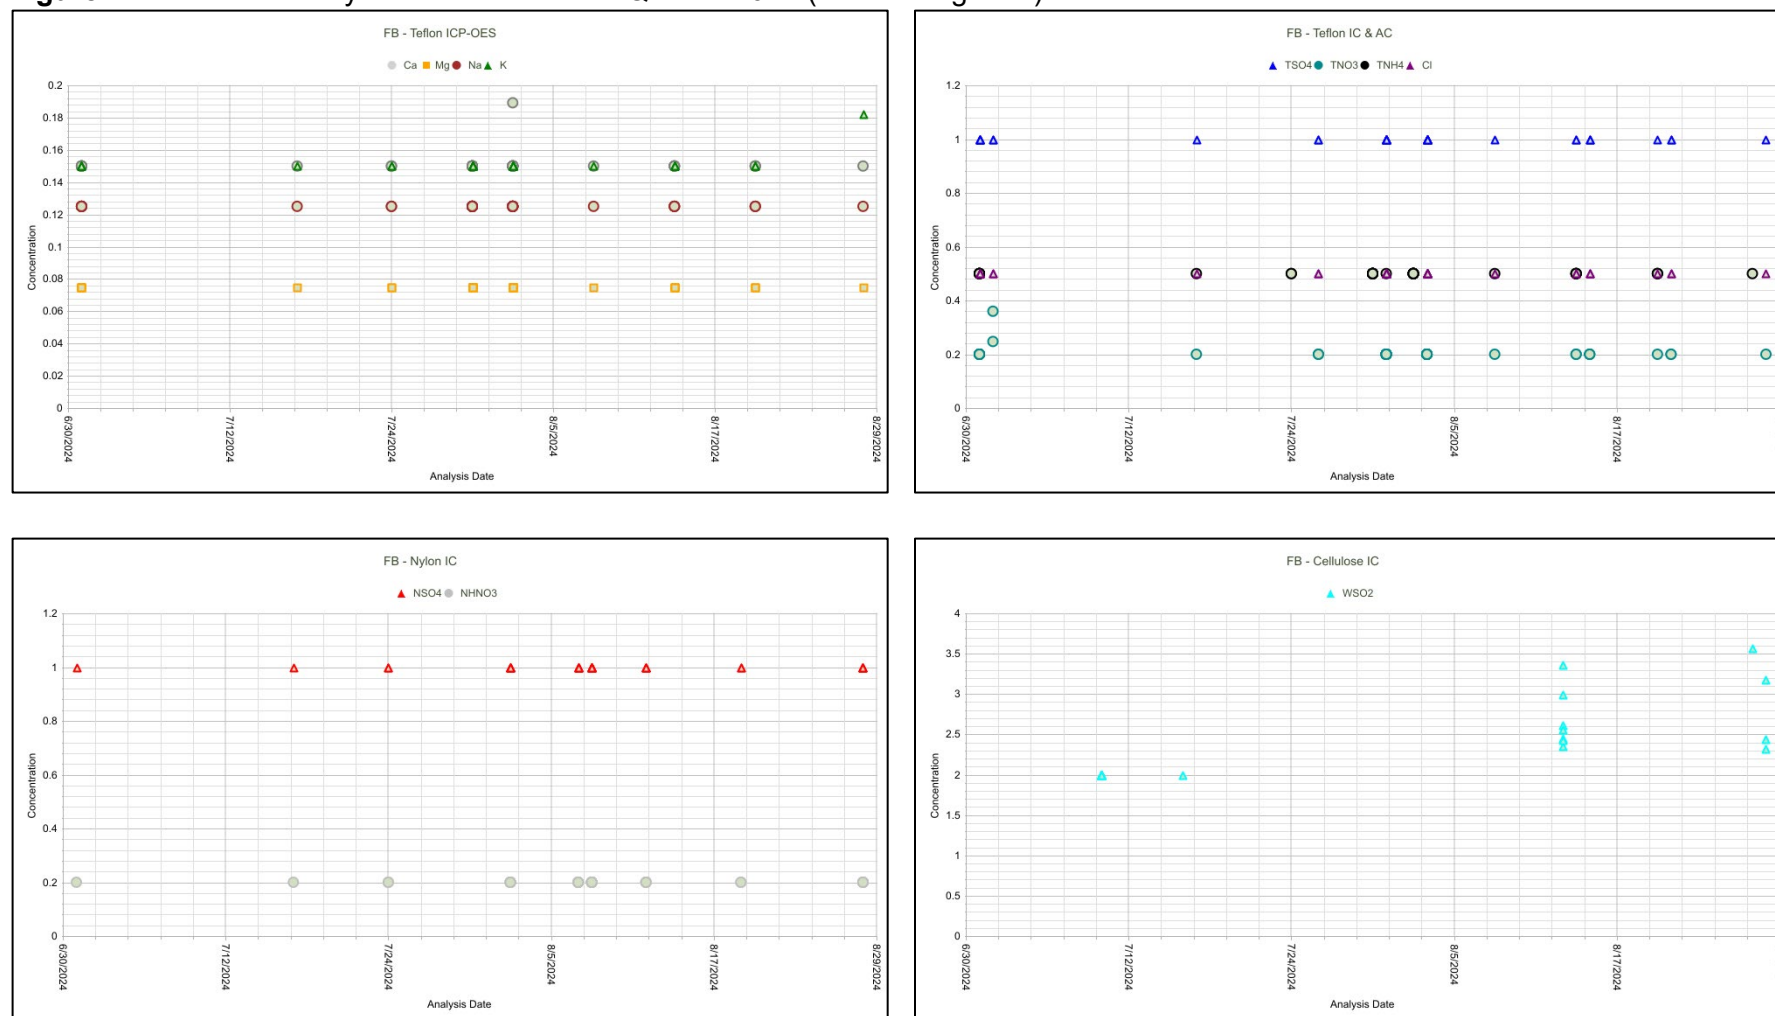 FB - Teflon ICP-OES
Ca Mg Na K
0.2
0.18
0.16
0.14
0.12
0.1
0.08
0.06
0.04
0.02
0
Concentration
6/30/2024 7/12/2024 7/24/2024 8/5/2024 8/17/2024 8/29/2024
Analysis Date
FB - Teflon IC & AC
TSO4 TNO3 TNH4 Cl
1.2
1
0.8
0.6
0.4
0.2
0
Concentration
6/30/2024 7/12/2024 7/24/2024 8/5/2024 8/17/2024
Analysis Date
FB - Nylon IC
NSO4 NHNO3
1.2
1
0.8
0.6
0.4
0.2
0
Concentration
6/30/2024 7/12/2024 7/24/2024 8/5/2024 8/17/2024 8/29/2024
Analysis Date
FB - Cellulose IC
WSO2
4
3.5
3
2.5
2
1.5
1
0.5
0
Concentration
6/30/2024 7/12/2024 7/24/2024 8/5/2024 8/17/2024
Analysis Date